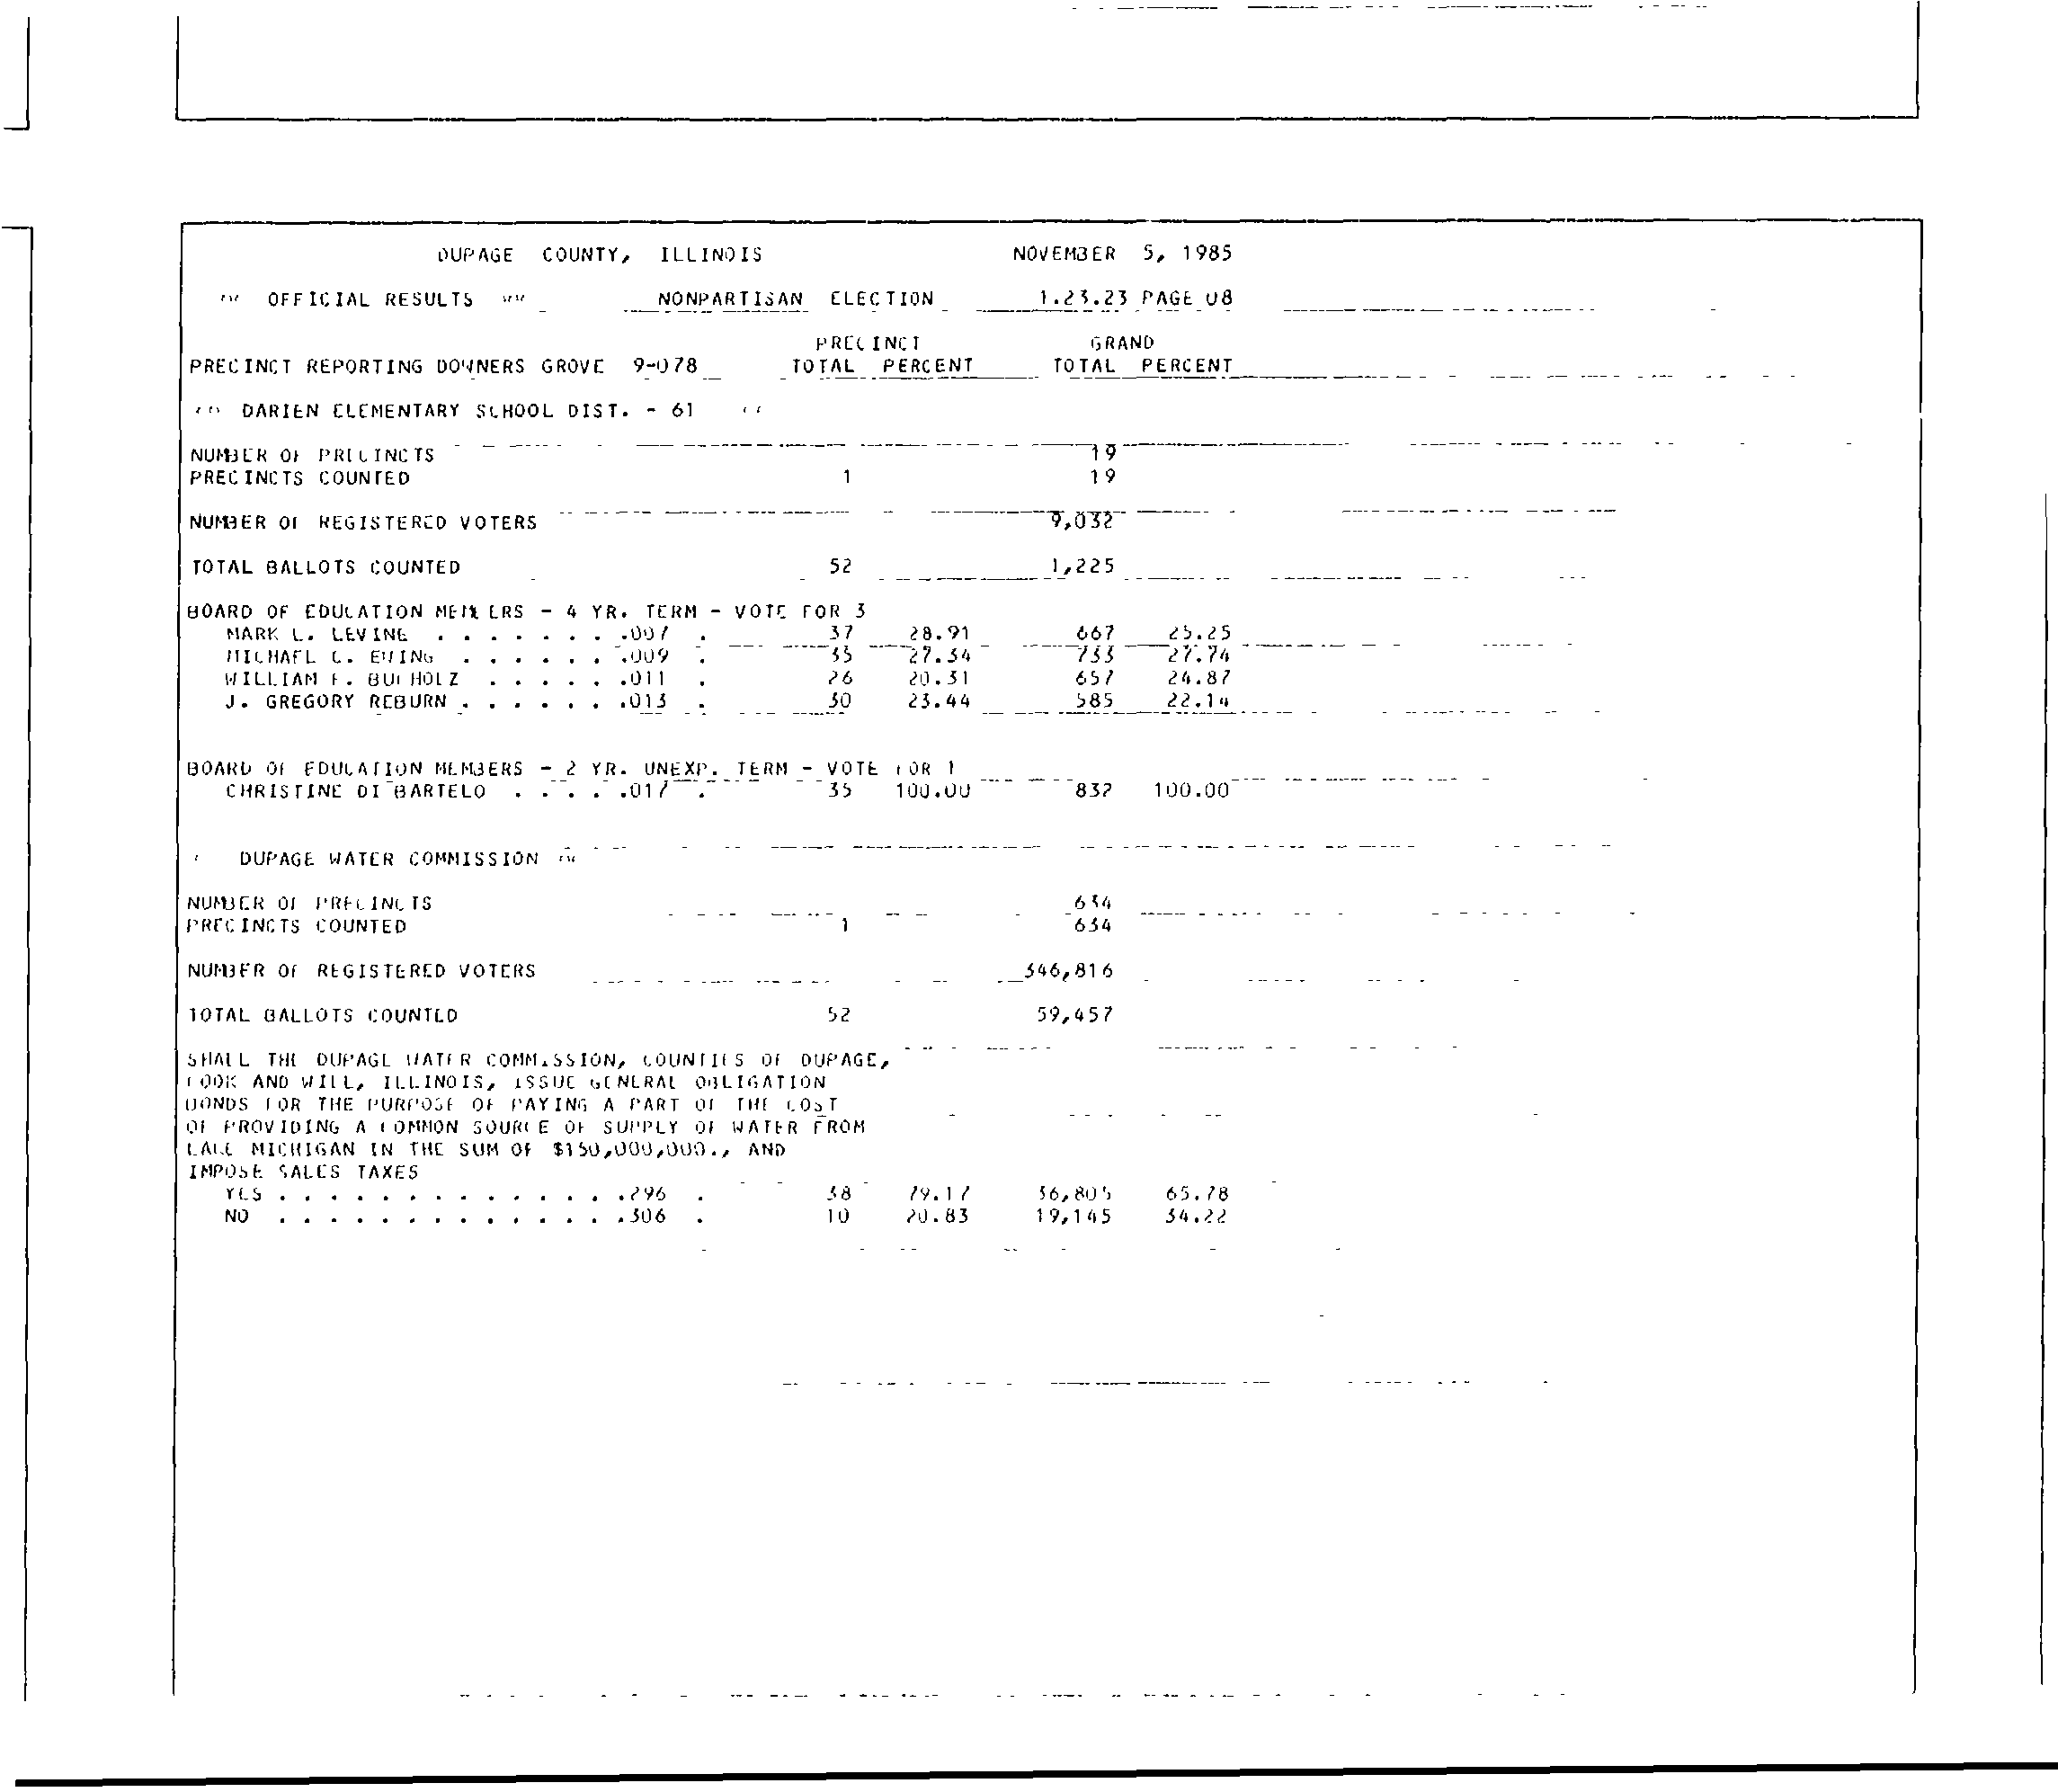 DUPAGE COUNTY, ILLINOIS NOVEMBER 5, 1985
OFFICIAL RESULTS NONPARTISAN ELECTION 1.23.23 PAGE 08
PRECINCT GRAND
PRECINCT REPORTING DOWNERS GROVE 9-078 TOTAL PERCENT TOTAL PERCENT
DARIEN ELEMENTARY SCHOOL DIST. - 61
NUMBER OF PRECINCTS 19
PRECINCTS COUNTED 1 19
NUMBER OF REGISTERED VOTERS 9,032
TOTAL BALLOTS COUNTED 52 1,225
BOARD OF EDUCATION MEMBERS - 4 YR. TERM - VOTE FOR 3
MARK L. LEVINE . . . . . . . .007 . 37 28.91 667 25.25
MICHAEL C. EWING . . . . . . .009 . 35 27.34 733 27.74
WILLIAM F. BUCHOLZ . . . . . .011 . 26 20.31 657 24.87
J. GREGORY REBURN . . . . . . .013 . 30 23.44 585 22.14
BOARD OF EDUCATION MEMBERS - 2 YR. UNEXP. TERM - VOTE FOR 1
CHRISTINE DI BARTELO . . . . .017 . 35 100.00 832 100.00
DUPAGE WATER COMMISSION
NUMBER OF PRECINCTS 634
PRECINCTS COUNTED 1 634
NUMBER OF REGISTERED VOTERS 346,816
TOTAL BALLOTS COUNTED 52 59,457
SHALL THE DUPAGE WATER COMMISSION, COUNTIES OF DUPAGE,
COOK AND WILL, ILLINOIS, ISSUE GENERAL OBLIGATION
BONDS FOR THE PURPOSE OF PAYING A PART OF THE COST
OF PROVIDING A COMMON SOURCE OF SUPPLY OF WATER FROM
LAKE MICHIGAN IN THE SUM OF $150,000,000., AND
IMPOSE SALES TAXES
YES . . . . . . . . . . . . . .296 . 38 79.17 36,805 65.78
NO . . . . . . . . . . . . . .306 . 10 20.83 19,145 34.22